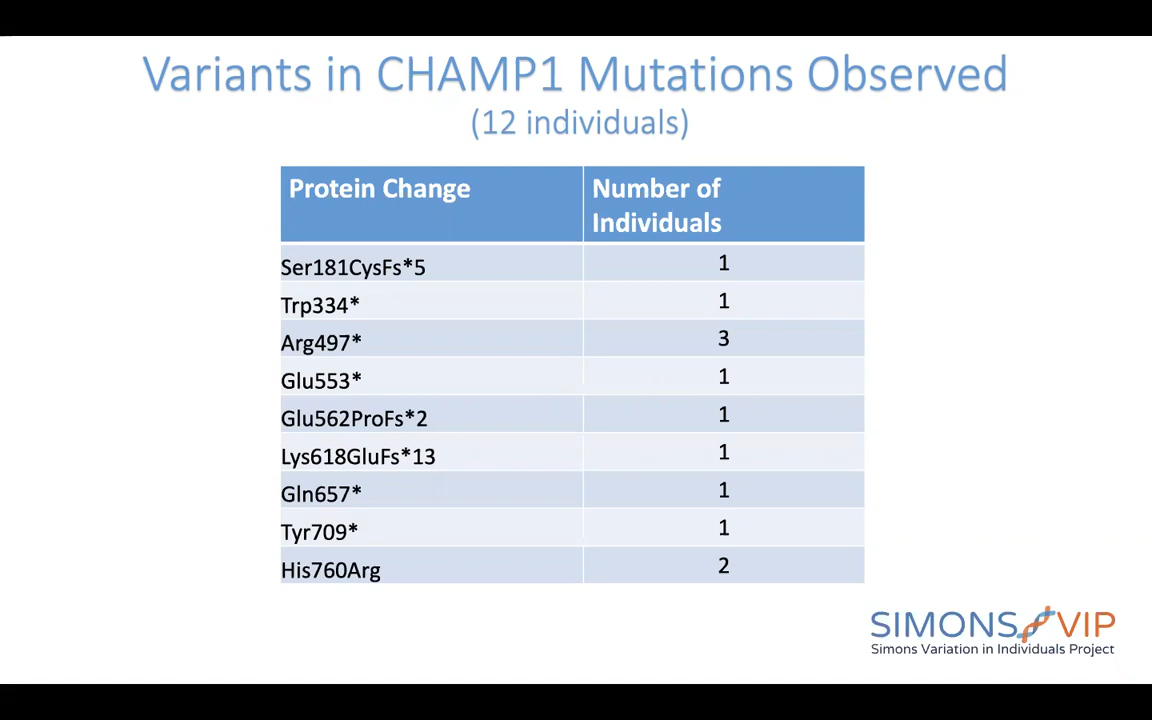 Variants in CHAMP1 Mutations Observed
(12 individuals)
Protein Change
Number of
Individuals
Ser181CysFs*5 1
Trp334* 1
Arg497* 3
Glu553* 1
Glu562ProFs*2 1
Lys618GluFs*13 1
Gln657* 1
Tyr709* 1
His760Arg 2
SIMONS VIP
Simons Variation in Individuals Project